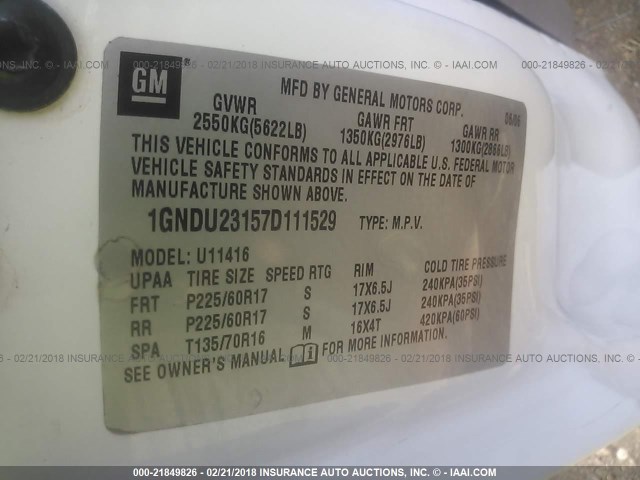 000-21849826 - 02/21/2018 INSURANCE AUTO AUCTIONS, INC. - © - IAAI.COM
GM®
MFD BY GENERAL MOTORS CORP. 06/06
GVWR GAWR FRT GAWR RR
2550KG(5622LB) 1350KG(2976LB) 1300KG(2866LB)
THIS VEHICLE CONFORMS TO ALL APPLICABLE U.S. FEDERAL MOTOR
VEHICLE SAFETY STANDARDS IN EFFECT ON THE DATE OF
MANUFACTURE SHOWN ABOVE.
1GNDU23157D111529 TYPE: M.P.V.
MODEL: U11416
UPAA TIRE SIZE SPEED RTG RIM COLD TIRE PRESSURE
FRT P225/60R17 S 17X6.5J 240KPA(35PSI)
RR P225/60R17 S 17X6.5J 240KPA(35PSI)
SPA T135/70R16 M 16X4T 420KPA(60PSI)
SEE OWNER'S MANUAL i FOR MORE INFORMATION.
000-21849826 - 02/21/2018 INSURANCE AUTO AUCTIONS, INC. - © - IAAI.COM